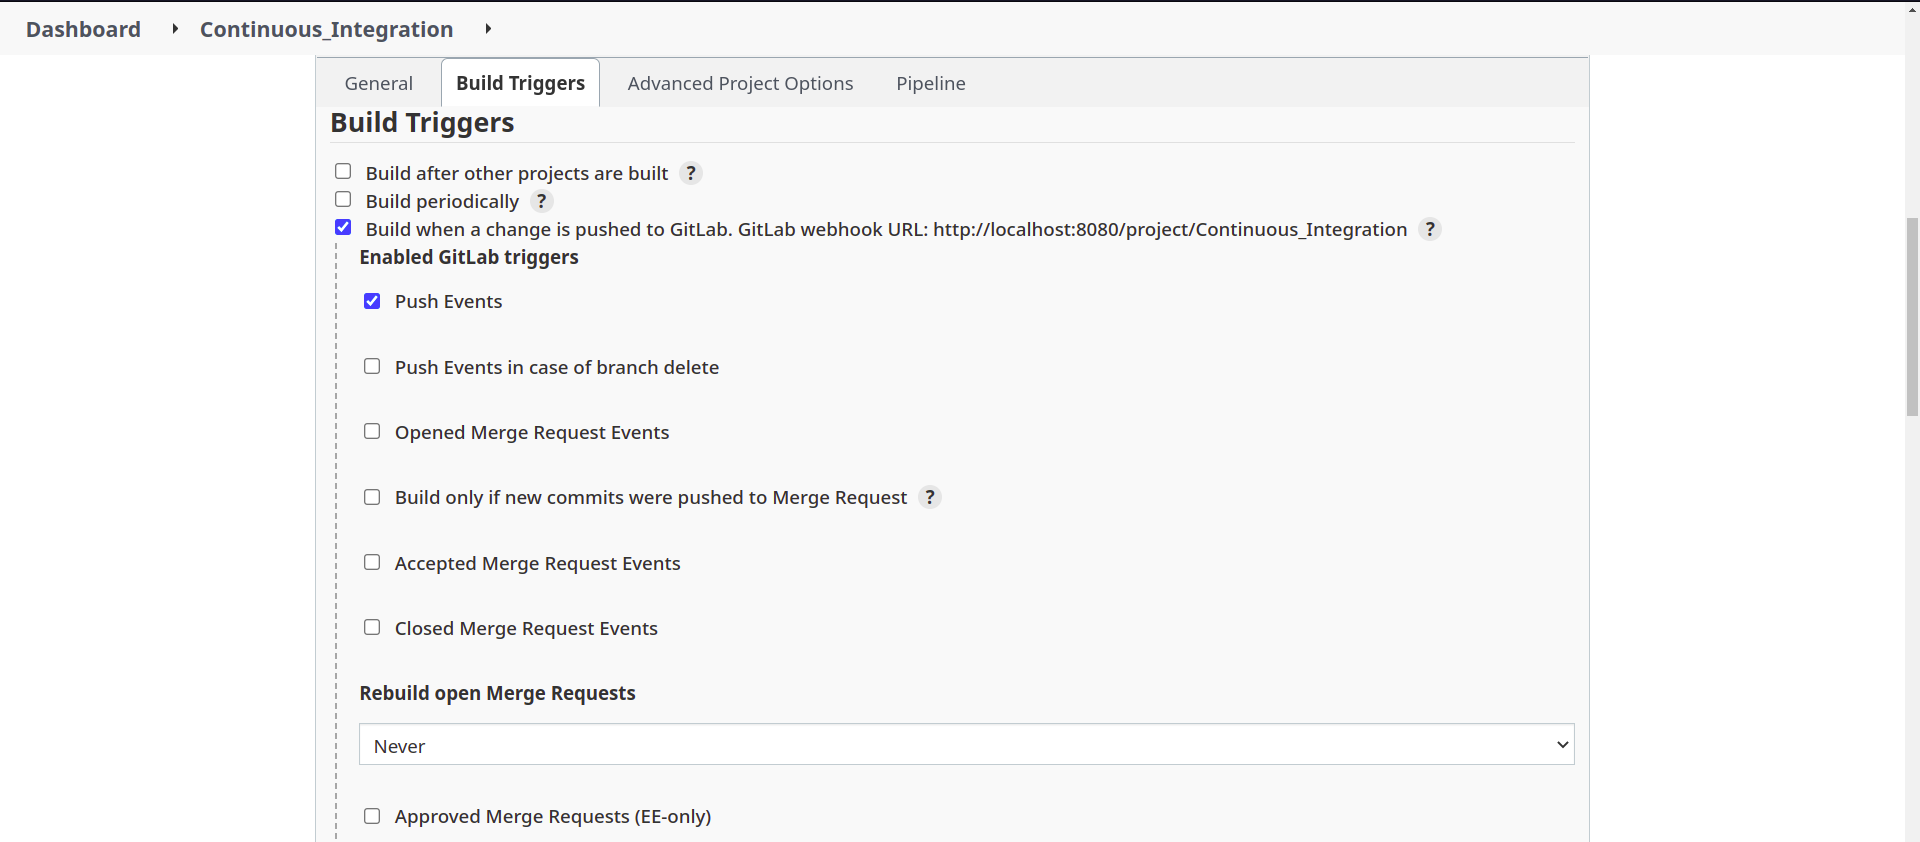 Dashboard Continuous_Integration
General Build Triggers Advanced Project Options Pipeline
Build Triggers
Build after other projects are built ?
Build periodically ?
Build when a change is pushed to GitLab. GitLab webhook URL: http://localhost:8080/project/Continuous_Integration ?
Enabled GitLab triggers
Push Events
Push Events in case of branch delete
Opened Merge Request Events
Build only if new commits were pushed to Merge Request ?
Accepted Merge Request Events
Closed Merge Request Events
Rebuild open Merge Requests
Never
Approved Merge Requests (EE-only)